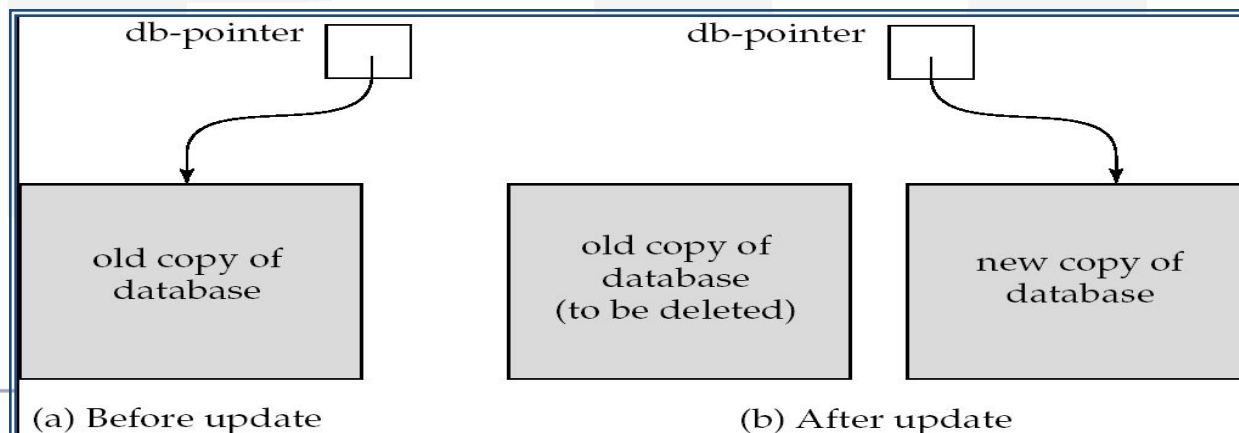 db-pointer
db-pointer
old copy of
database
old copy of
database
(to be deleted)
new copy of
database
(a) Before update
(b) After update